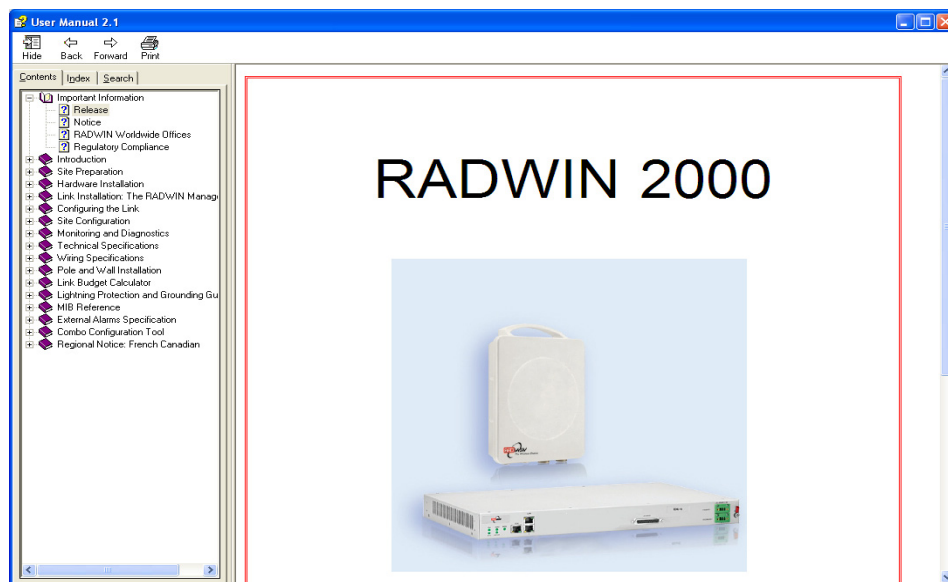 User Manual 2.1
Hide Back Forward Print
Contents Index Search
Important Information
Release
Notice
RADWIN Worldwide Offices
Regulatory Compliance
Introduction
Site Preparation
Hardware Installation
Link Installation: The RADWIN Manag
Configuring the Link
Site Configuration
Monitoring and Diagnostics
Technical Specifications
Wiring Specifications
Pole and Wall Installation
Link Budget Calculator
Lightning Protection and Grounding Gu
MIB Reference
External Alarms Specification
Combo Configuration Tool
Regional Notice: French Canadian
RADWIN 2000